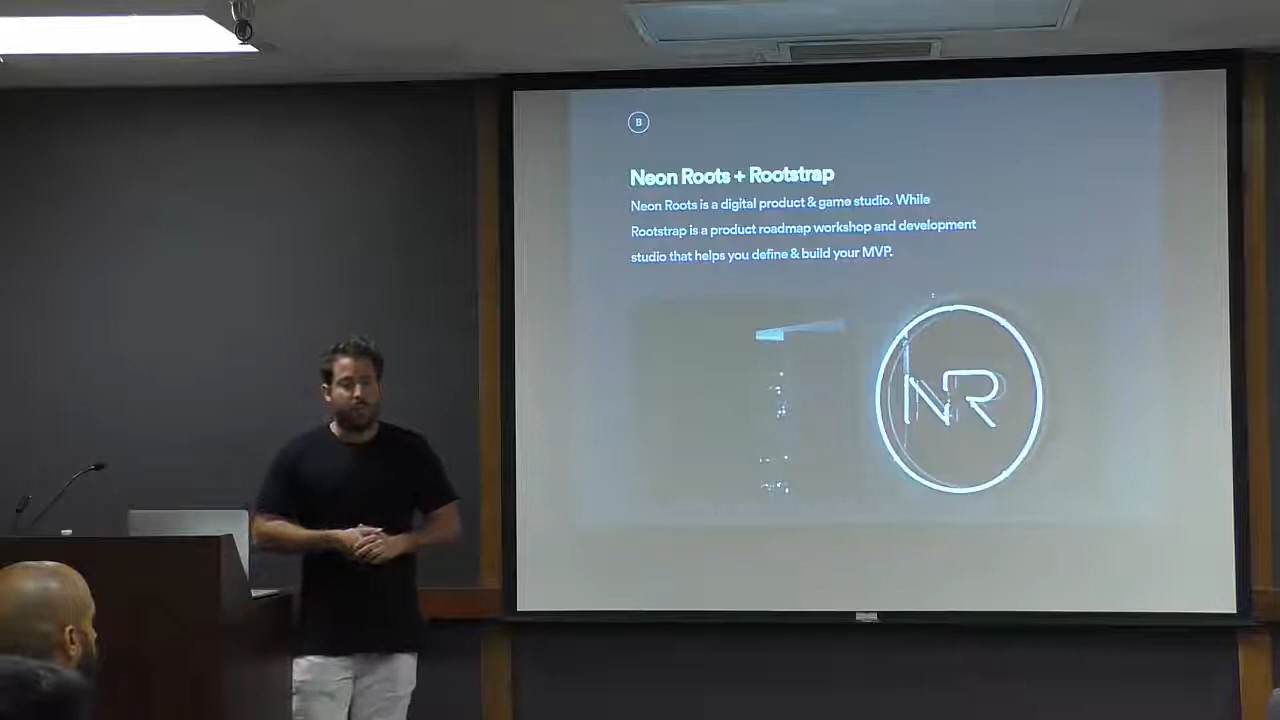 B
Neon Roots + Rootstrap
Neon Roots is a digital product & game studio. While
Rootstrap is a product roadmap workshop and development
studio that helps you define & build your MVP.
NR